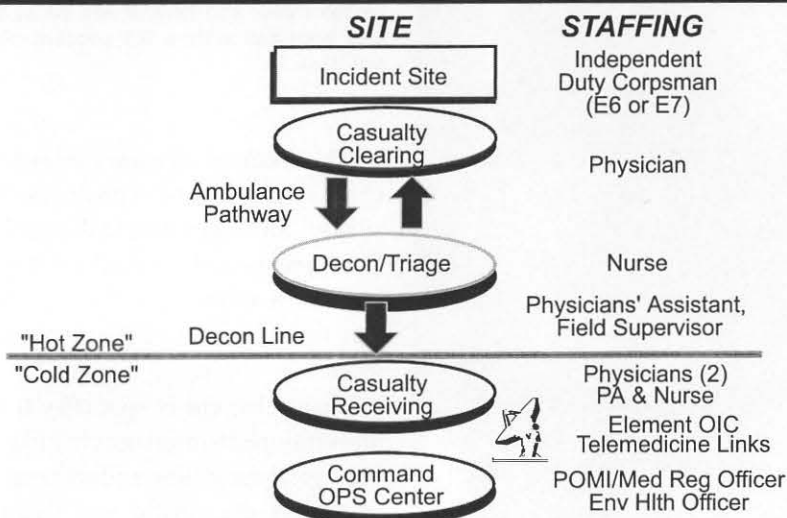 SITE STAFFING
Incident Site
Independent
Duty Corpsman
(E6 or E7)
Casualty
Clearing
Physician
Ambulance
Pathway
Decon/Triage
Nurse
Physicians' Assistant,
Field Supervisor
"Hot Zone"
Decon Line
"Cold Zone"
Casualty
Receiving
Physicians (2)
PA & Nurse
Element OIC
Telemedicine Links
Command
OPS Center
POMI/Med Reg Officer
Env Hlth Officer